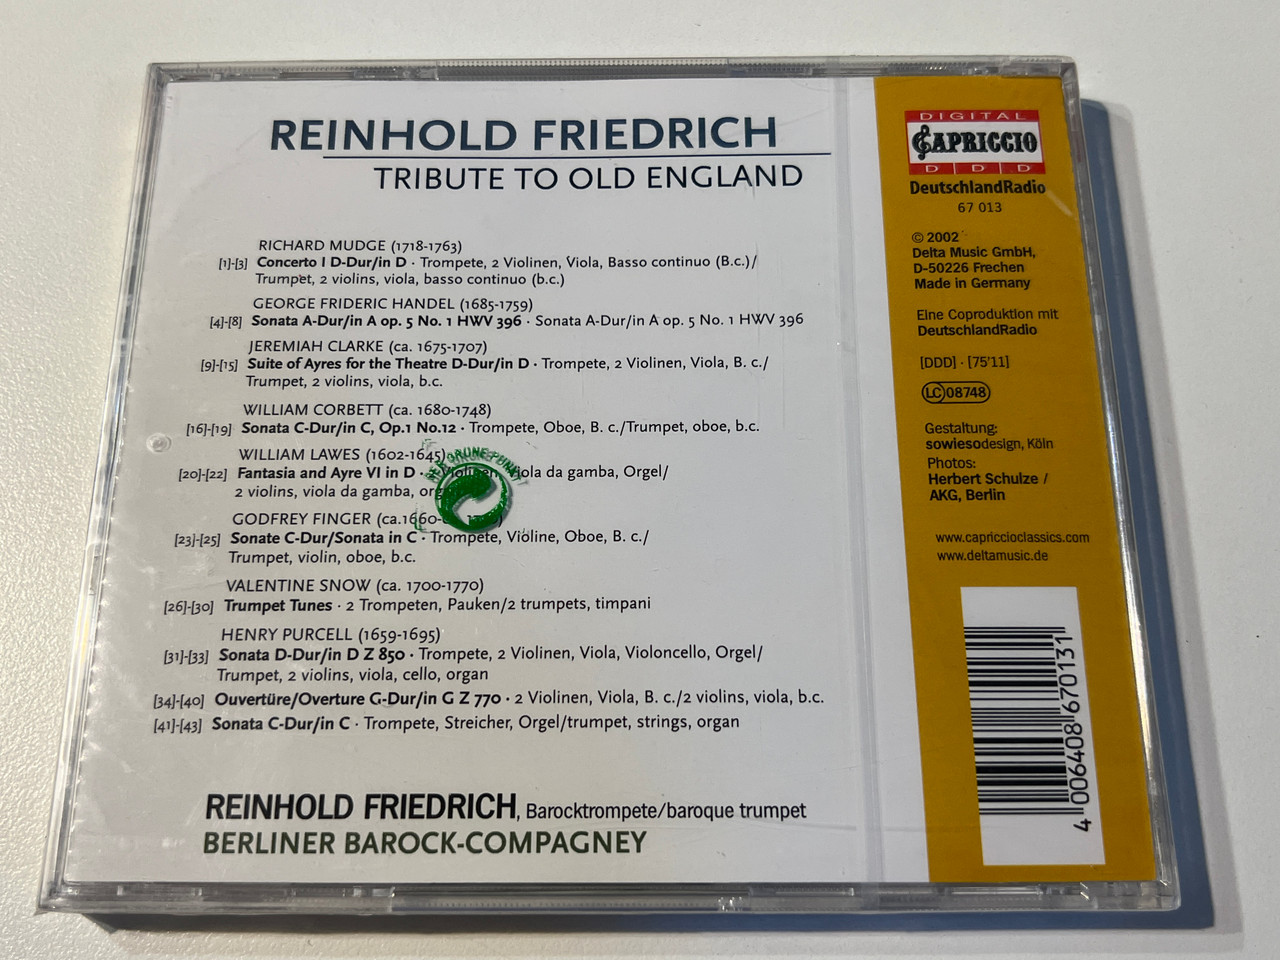 REINHOLD FRIEDRICH
TRIBUTE TO OLD ENGLAND
RICHARD MUDGE (1718-1763)
[1]-[3] Concerto I D-Dur/in D · Trompete, 2 Violinen, Viola, Basso continuo (B.c.)/
Trumpet, 2 violins, viola, basso continuo (b.c.)
GEORGE FRIDERIC HANDEL (1685-1759)
[4]-[8] Sonata A-Dur/in A op. 5 No. 1 HWV 396 · Sonata A-Dur/in A op. 5 No. 1 HWV 396
JEREMIAH CLARKE (ca. 1675-1707)
[9]-[15] Suite of Ayres for the Theatre D-Dur/in D · Trompete, 2 Violinen, Viola, B. c./
Trumpet, 2 violins, viola, b.c.
WILLIAM CORBETT (ca. 1680-1748)
[16]-[19] Sonata C-Dur/in C, Op.1 No.12 · Trompete, Oboe, B. c./Trumpet, oboe, b.c.
WILLIAM LAWES (1602-1645)
[20]-[22] Fantasia and Ayre VI in D · 2 Violinen, Viola da gamba, Orgel/
2 violins, viola da gamba,
DER GRÜNE PUNKT
GODFREY FINGER (ca.1660-
[23]-[25] Sonate C-Dur/Sonata in C · Trompete, Violine, Oboe, B. c./
Trumpet, violin, oboe, b.c.
VALENTINE SNOW (ca. 1700-1770)
[26]-[30] Trumpet Tunes · 2 Trompeten, Pauken/2 trumpets, timpani
HENRY PURCELL (1659-1695)
[31]-[33] Sonata D-Dur/in D Z 850 · Trompete, 2 Violinen, Viola, Violoncello, Orgel/
Trumpet, 2 violins, viola, cello, organ
[34]-[40] Ouvertüre/Overture G-Dur/in G Z 770 · 2 Violinen, Viola, B. c./2 violins, viola, b.c.
[41]-[43] Sonata C-Dur/in C · Trompete, Streicher, Orgel/trumpet, strings, organ
REINHOLD FRIEDRICH, Barocktrompete/baroque trumpet
BERLINER BAROCK-COMPAGNEY
DIGITAL
CAPRICCIO
D D D
DeutschlandRadio
67 013
© 2002
Delta Music GmbH,
D-50226 Frechen
Made in Germany
Eine Coproduktion mit
DeutschlandRadio
[DDD] · [75'11]
LC 08748
Gestaltung:
sowiesodesign, Köln
Photos:
Herbert Schulze /
AKG, Berlin
www.capriccioclassics.com
www.deltamusic.de
4 006408 670131